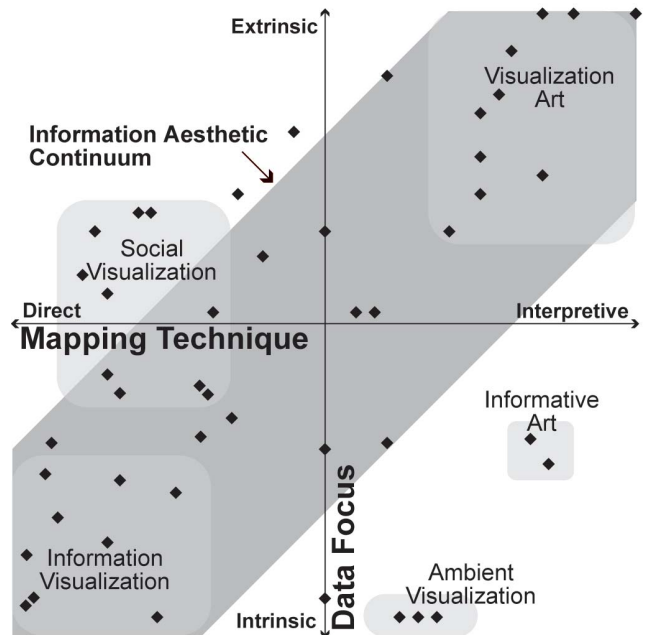 Extrinsic
Visualization
Art
Information Aesthetic
Continuum
Social
Visualization
Direct
Interpretive
Mapping Technique
Informative
Art
Data Focus
Information
Visualization
Ambient
Visualization
Intrinsic